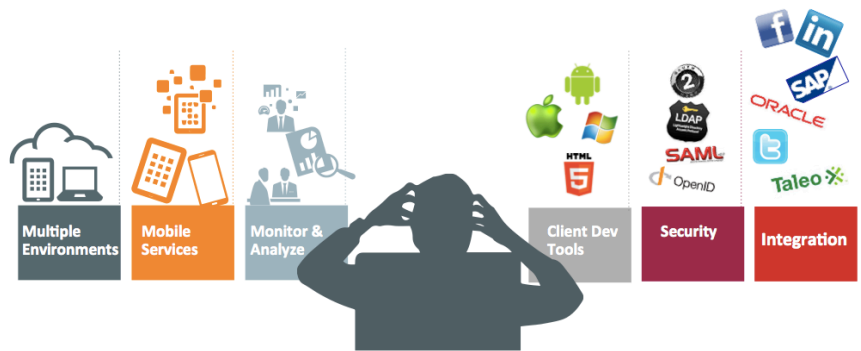 Multiple
Environments
Mobile
Services
Monitor &
Analyze
Client Dev
Tools
Security
Integration
HTML
5
2
LDAP
SAML
OpenID
f
in
SAP
ORACLE
t
Taleo